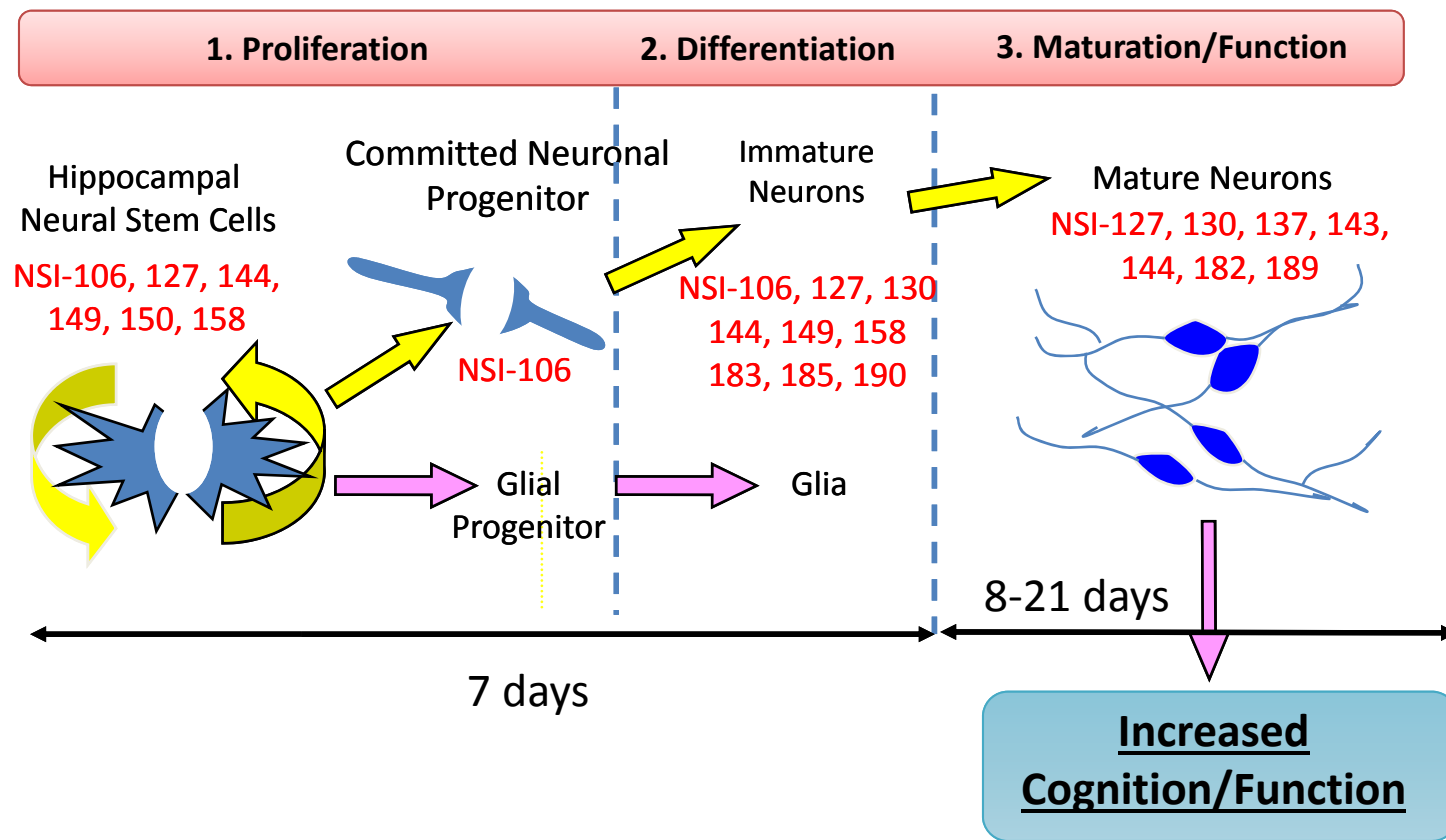 1. Proliferation
2. Differentiation
3. Maturation/Function
Hippocampal
Neural Stem Cells
NSI-106, 127, 144,
149, 150, 158
Committed Neuronal
Progenitor
NSI-106
Immature
Neurons
NSI-106, 127, 130
144, 149, 158
183, 185, 190
Mature Neurons
NSI-127, 130, 137, 143,
144, 182, 189
Glial
Progenitor
Glia
7 days
8-21 days
Increased
Cognition/Function